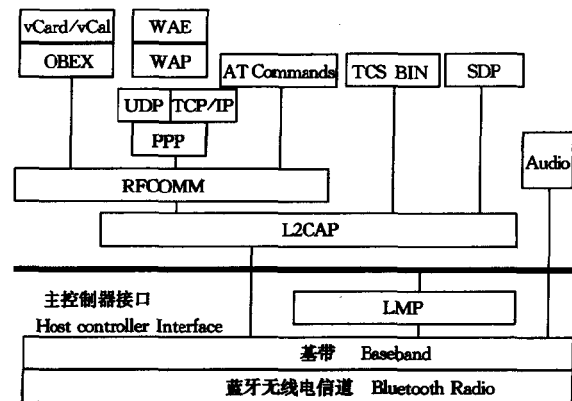 vCard/vCal
WAE
OBEX
WAP
AT Commands
TCS BIN
SDP
UDP
TCP/IP
PPP
Audio
RFCOMM
L2CAP
主控制器接口
LMP
Host controller Interface
基带 Baseband
蓝牙无线电信道 Bluetooth Radio